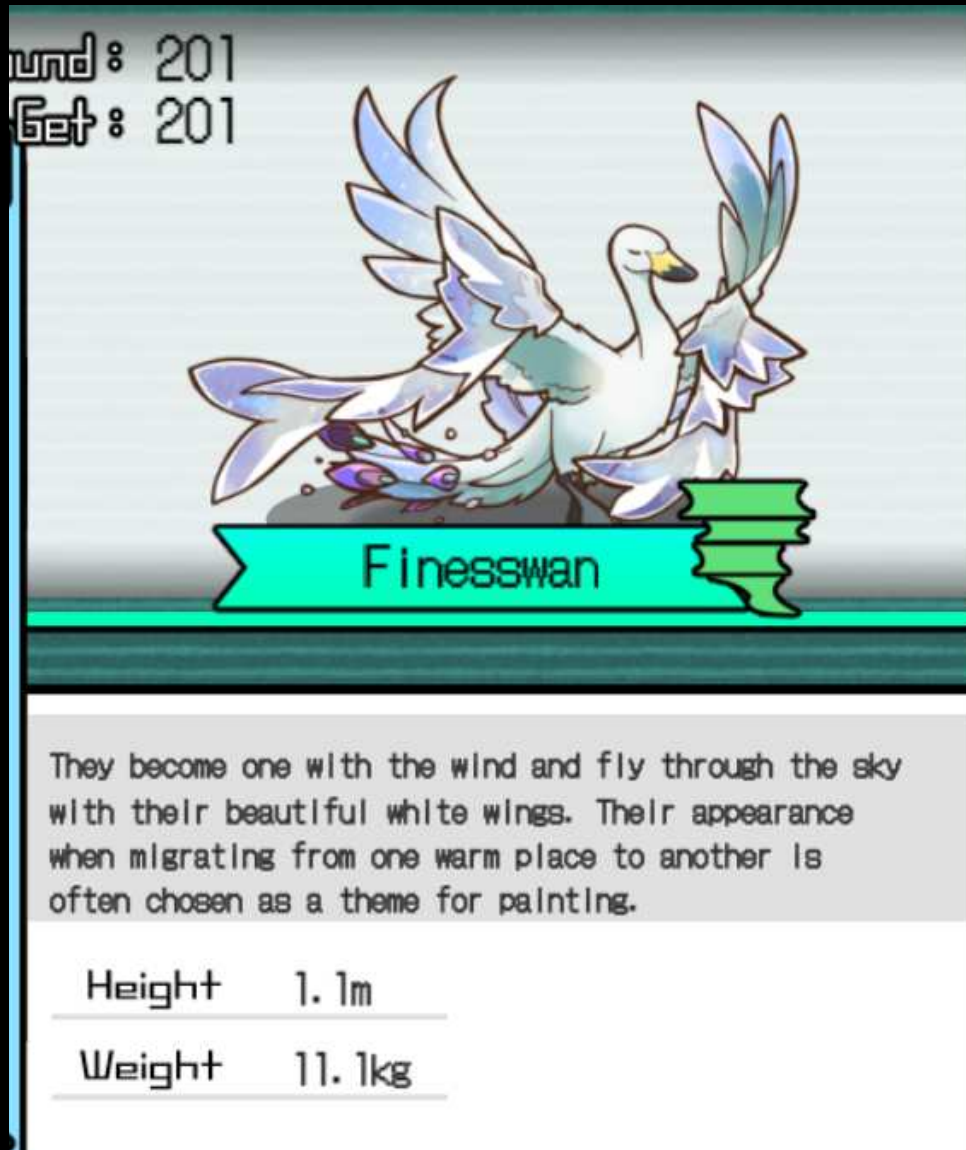 und: 201
Get: 201
Finesswan
They become one with the wind and fly through the sky
with their beautiful white wings. Their appearance
when migrating from one warm place to another is
often chosen as a theme for painting.
Height 1.1m
Weight 11.1kg